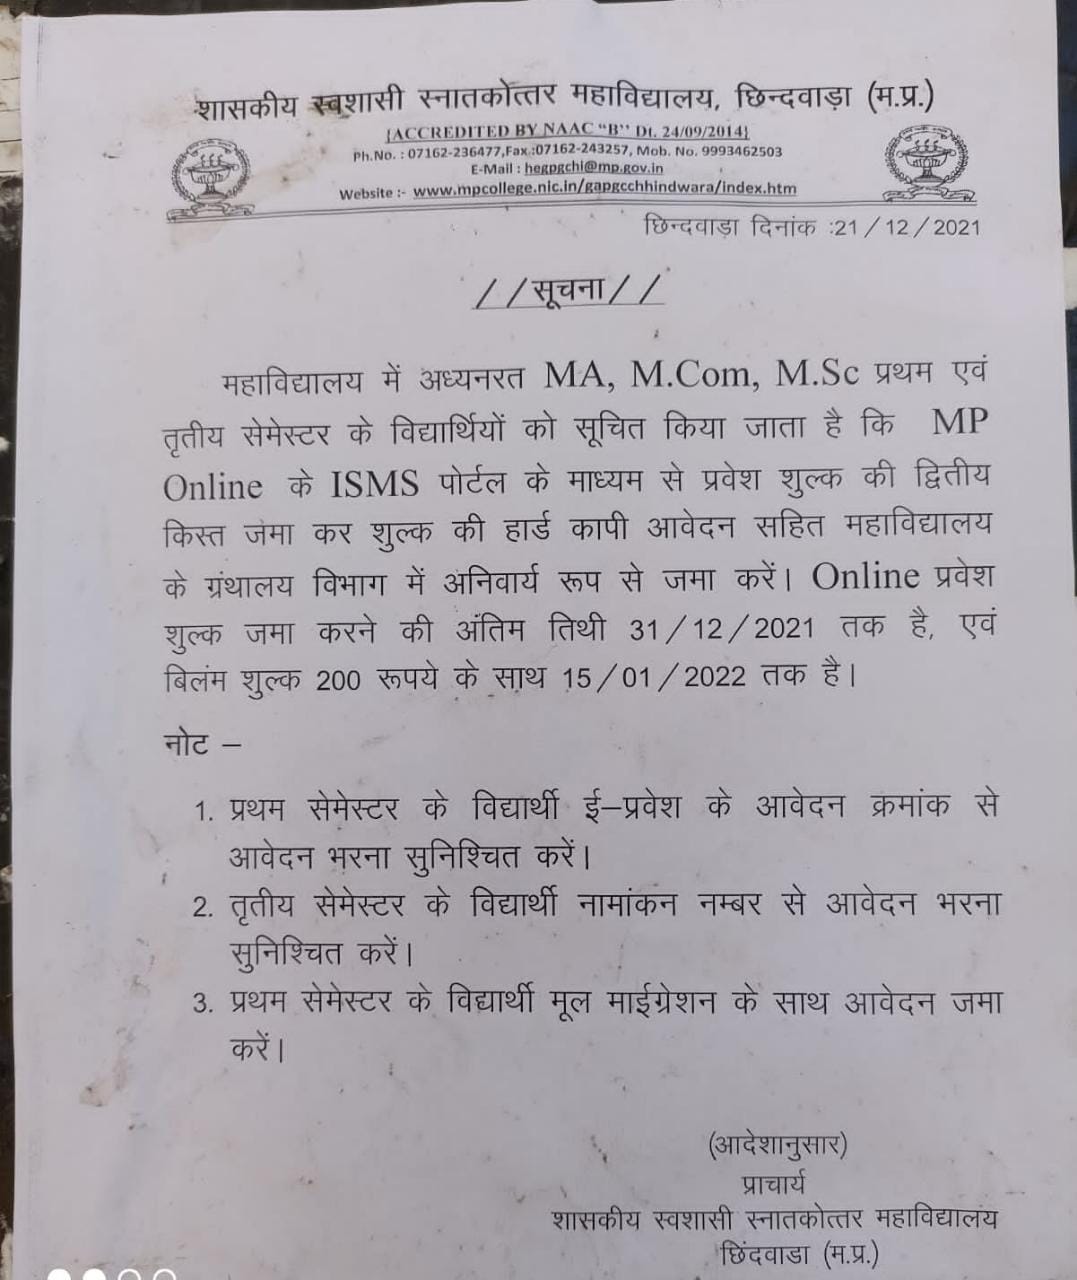 शासकीय स्वशासी स्नातकोत्तर महाविद्यालय, छिन्दवाड़ा (म.प्र.)
{ACCREDITED BY NAAC “B” Dt. 24/09/2014}
Ph.No. : 07162-236477,Fax.:07162-243257, Mob. No. 9993462503
E-Mail : hegpgchi@mp.gov.in
Website :- www.mpcollege.nic.in/gapgcchhindwara/index.htm
छिन्दवाड़ा दिनांक :21/12/2021
//सूचना//
महाविद्यालय में अध्यनरत MA, M.Com, M.Sc प्रथम एवं
तृतीय सेमेस्टर के विद्यार्थियों को सूचित किया जाता है कि MP
Online के ISMS पोर्टल के माध्यम से प्रवेश शुल्क की द्वितीय
किस्त जमा कर शुल्क की हार्ड कापी आवेदन सहित महाविद्यालय
के ग्रंथालय विभाग में अनिवार्य रूप से जमा करें। Online प्रवेश
शुल्क जमा करने की अंतिम तिथी 31/12/2021 तक है, एवं
बिलंम शुल्क 200 रूपये के साथ 15/01/2022 तक है।
नोट –
1. प्रथम सेमेस्टर के विद्यार्थी ई–प्रवेश के आवेदन क्रमांक से
आवेदन भरना सुनिश्चित करें।
2. तृतीय सेमेस्टर के विद्यार्थी नामांकन नम्बर से आवेदन भरना
सुनिश्चित करें।
3. प्रथम सेमेस्टर के विद्यार्थी मूल माईग्रेशन के साथ आवेदन जमा
करें।
(आदेशानुसार)
प्राचार्य
शासकीय स्वशासी स्नातकोत्तर महाविद्यालय
छिंदवाडा (म.प्र.)